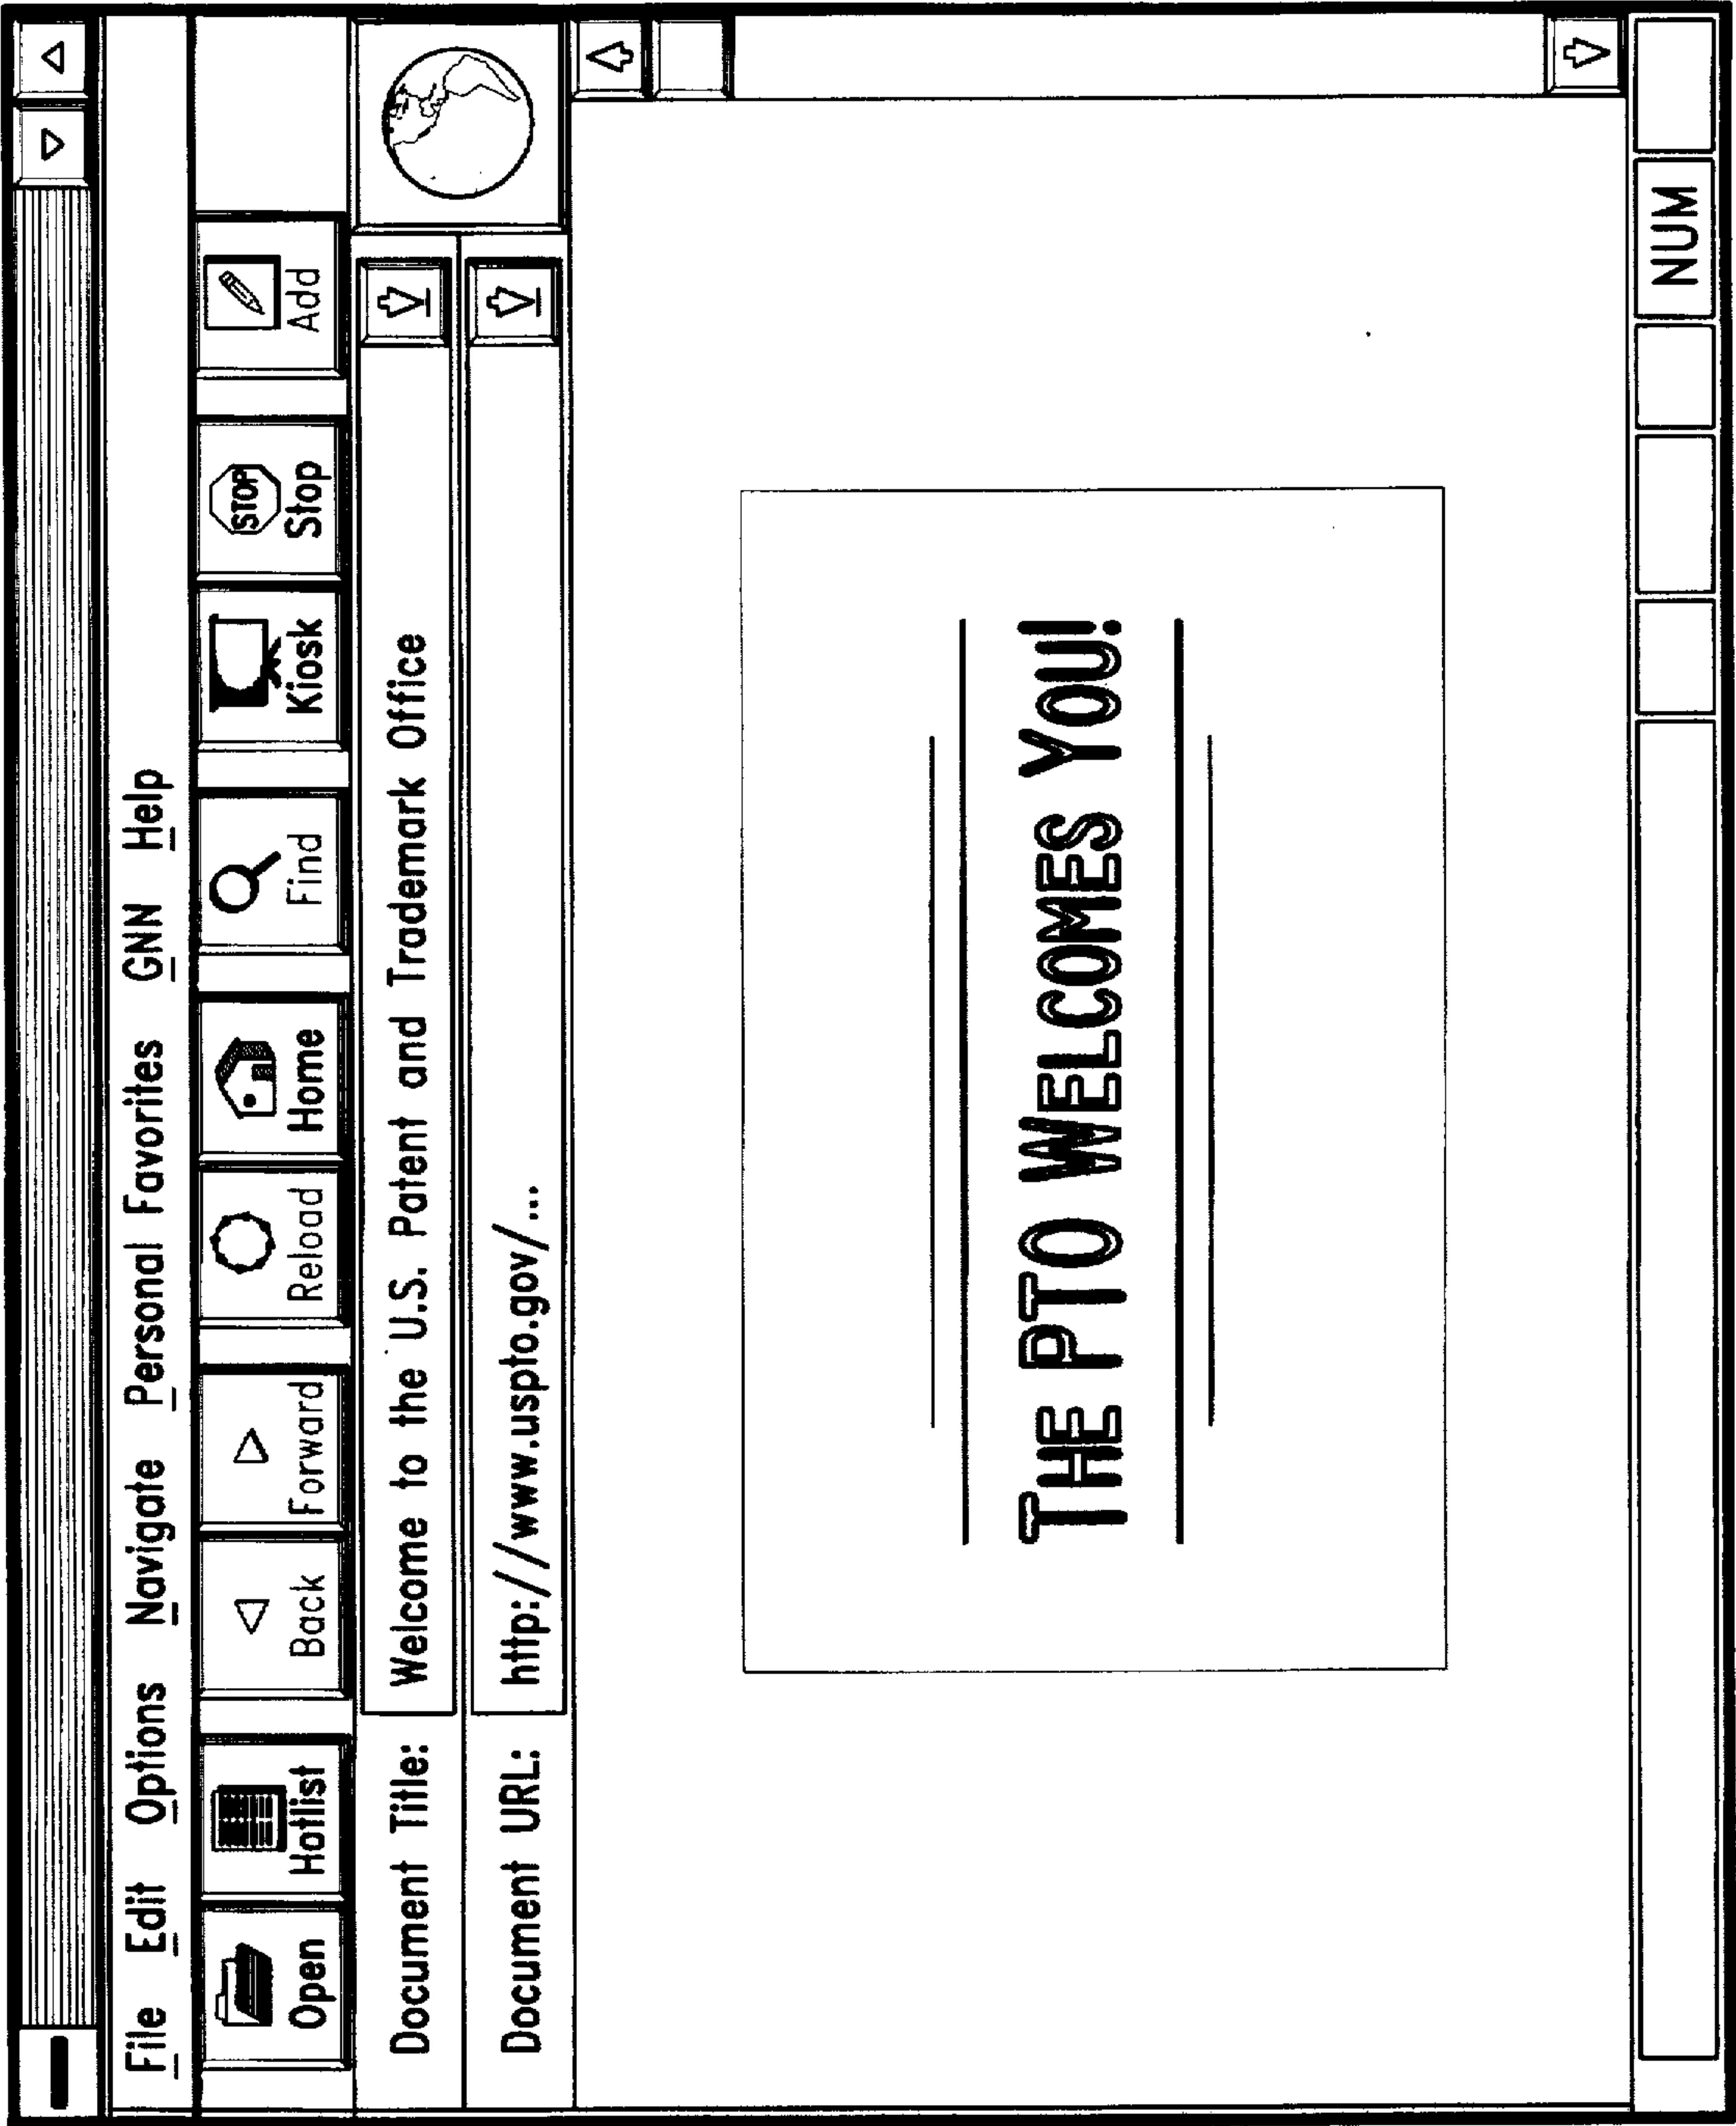 File Edit Options Navigate Personal Favorites GNN Help
Open Hotlist Back Forward Reload Home Find Kiosk STOP Stop Add
Document Title: Welcome to the U.S. Patent and Trademark Office
Document URL: http://www.uspto.gov/...
THE PTO WELCOMES YOU!
NUM